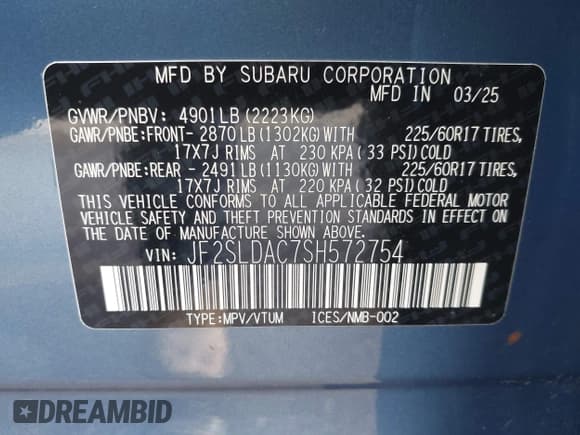 MFD BY SUBARU CORPORATION
MFD IN 03/25
GVWR/PNBV: 4901LB (2223KG)
GAWR/PNBE:FRONT- 2870LB (1302KG) WITH 225/60R17 TIRES,
17X7J RIMS AT 230 KPA (33 PSI) COLD
GAWR/PNBE:REAR - 2491LB (1130KG) WITH 225/60R17 TIRES,
17X7J RIMS AT 220 KPA (32 PSI) COLD
THIS VEHICLE CONFORMS TO ALL APPLICABLE FEDERAL MOTOR
VEHICLE SAFETY AND THEFT PREVENTION STANDARDS IN EFFECT ON
THE DATE OF MANUFACTURE SHOWN ABOVE.
VIN: JF2SLDAC7SH572754
TYPE:MPV/VTUM ICES/NMB-002
DREAMBID